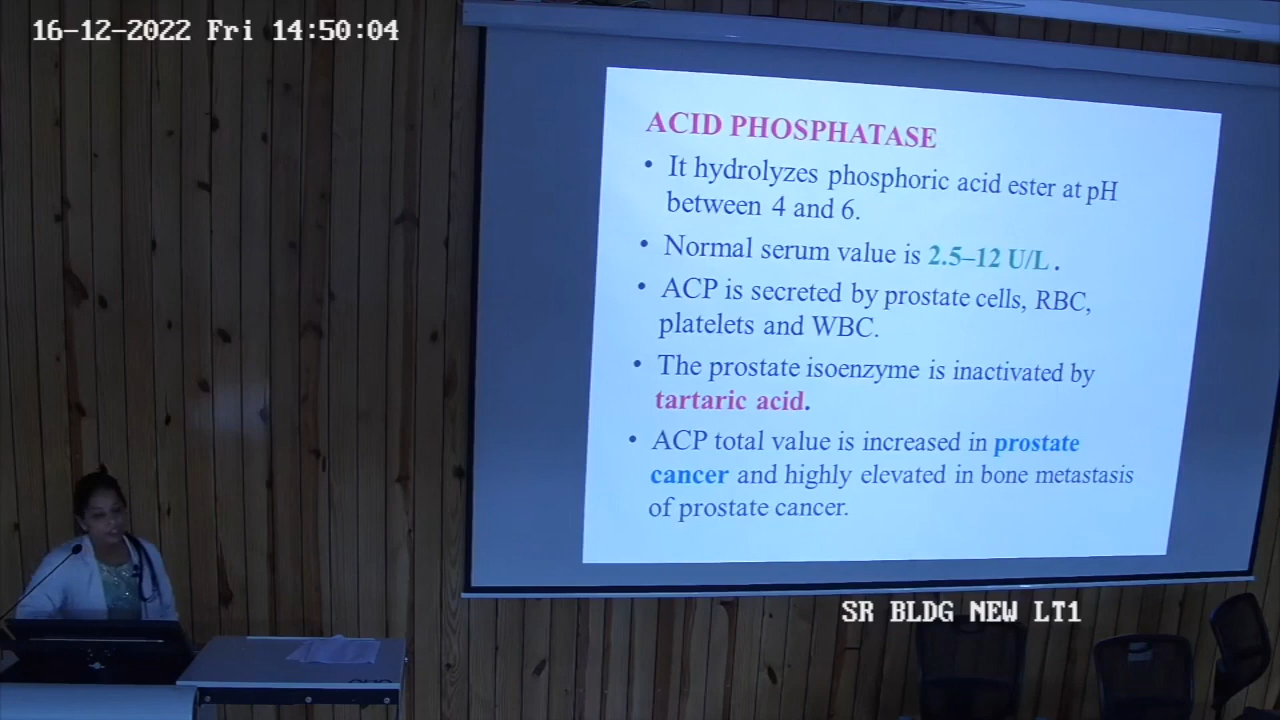 16-12-2022 Fri 14:50:04
ACID PHOSPHATASE
• It hydrolyzes phosphoric acid ester at pH
between 4 and 6.
• Normal serum value is 2.5–12 U/L .
• ACP is secreted by prostate cells, RBC,
platelets and WBC.
• The prostate isoenzyme is inactivated by
tartaric acid.
• ACP total value is increased in prostate
cancer and highly elevated in bone metastasis
of prostate cancer.
SR BLDG NEW LT1